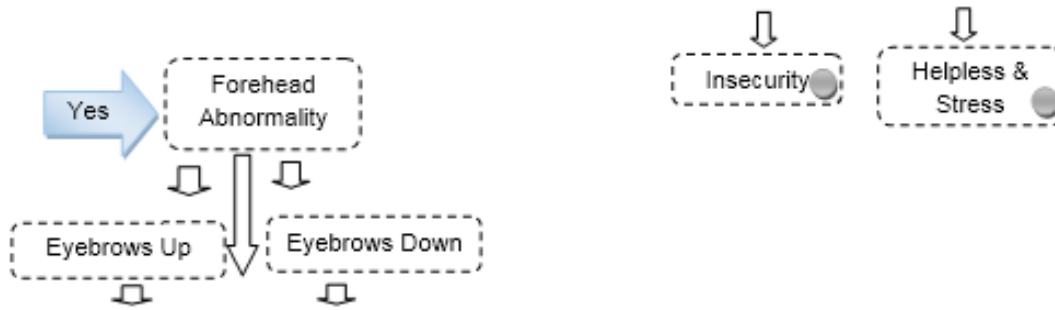 Yes
Forehead
Abnormality
Eyebrows Up
Eyebrows Down
Insecurity
Helpless &
Stress